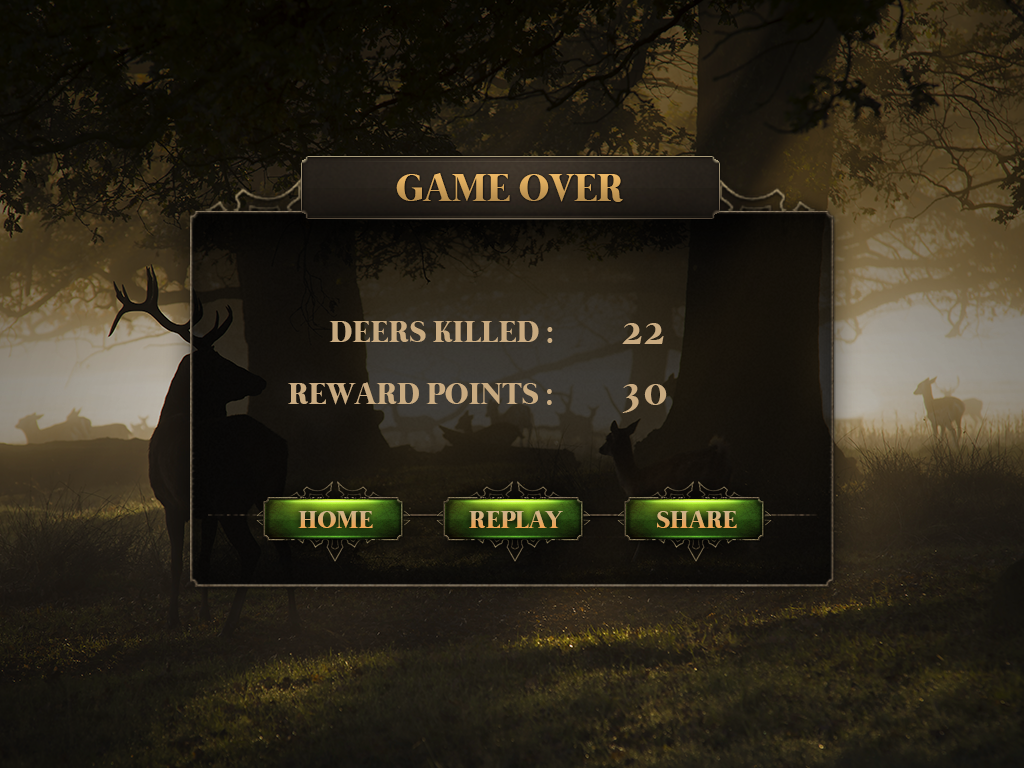 GAME OVER
DEERS KILLED : 22
REWARD POINTS : 30
HOME REPLAY SHARE